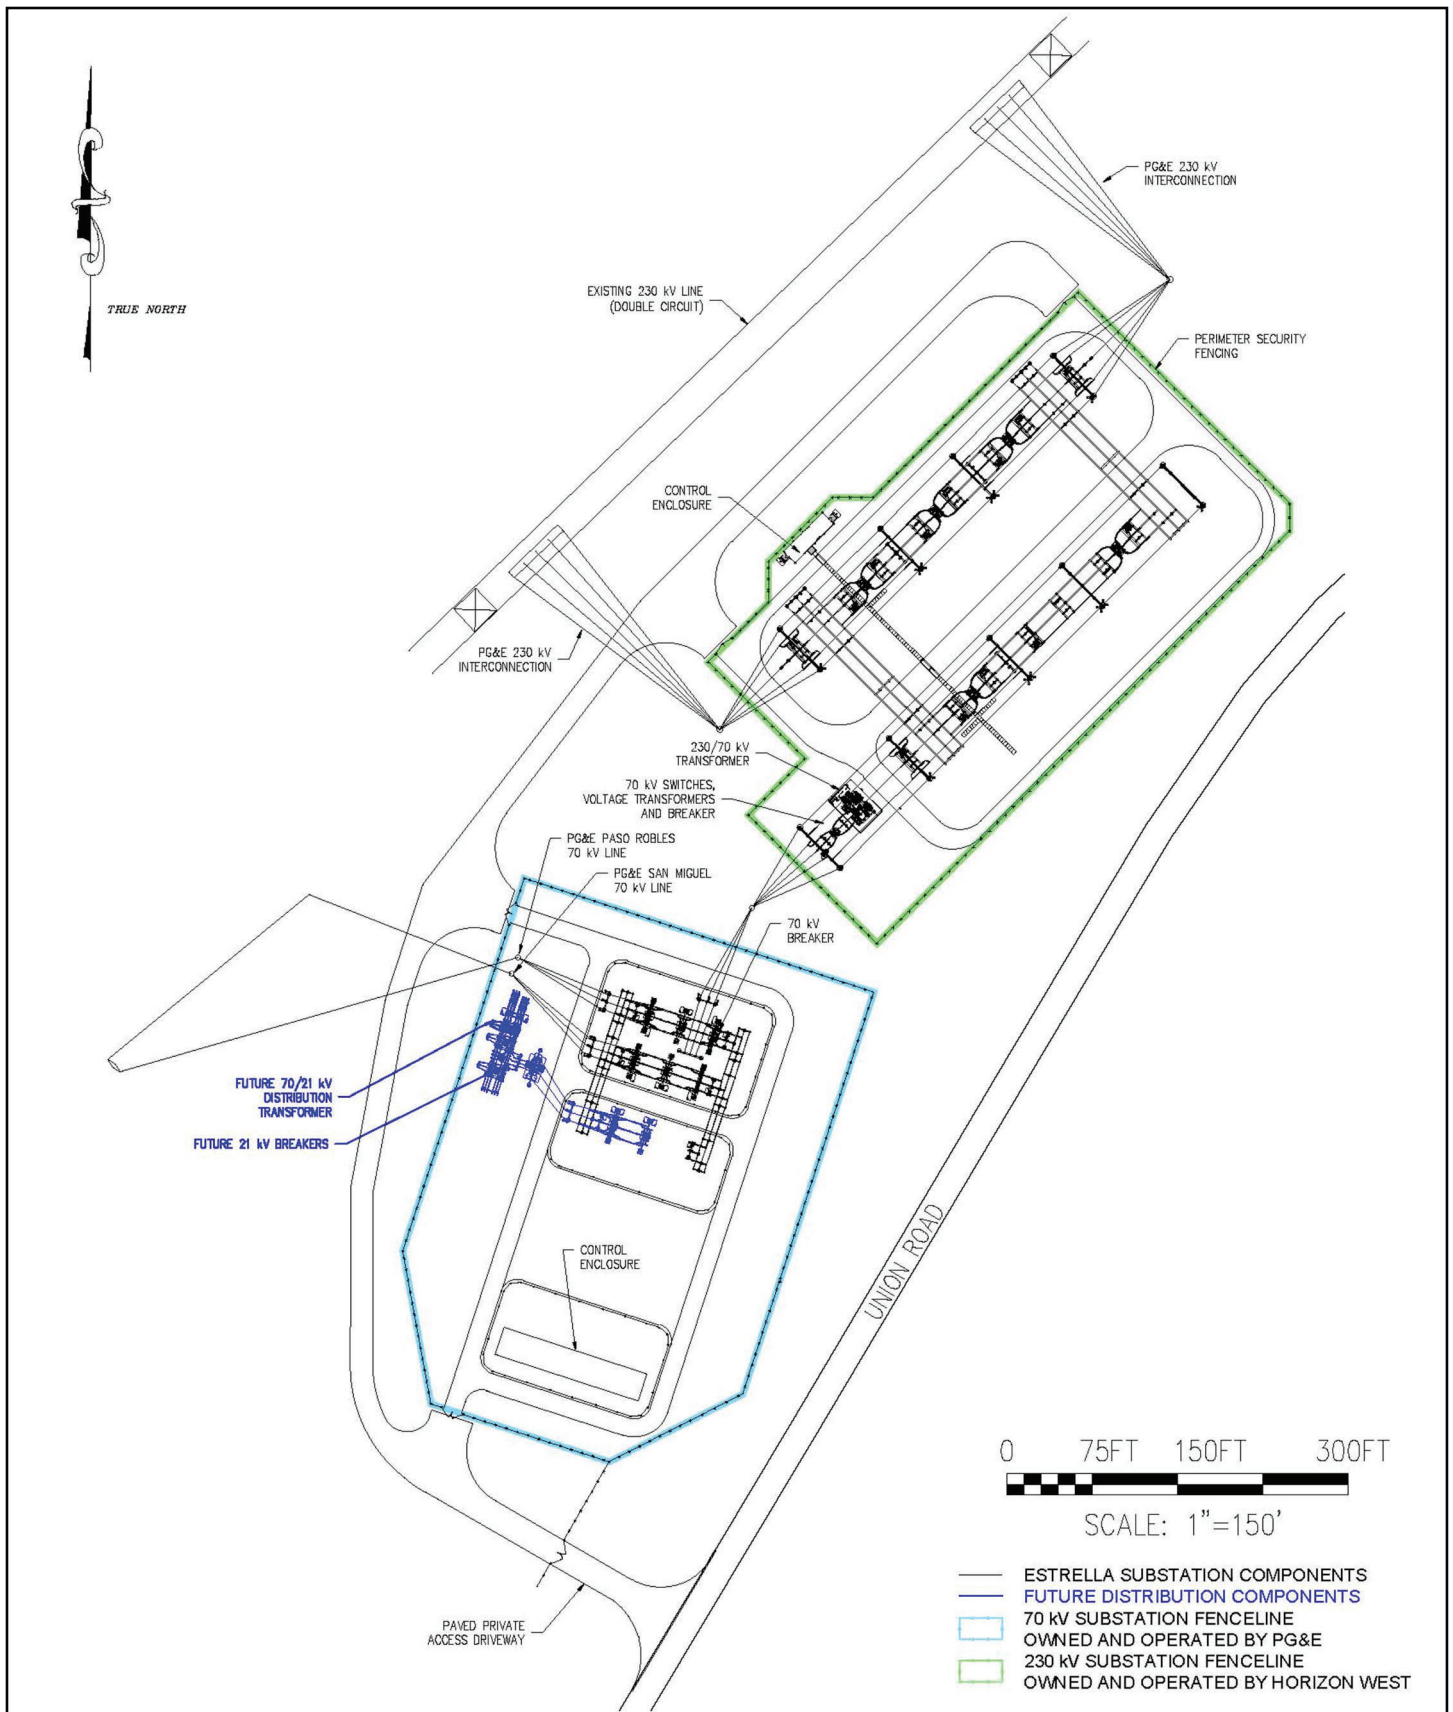 PG&E 230 kV
INTERCONNECTION
EXISTING 230 kV LINE
(DOUBLE CIRCUIT)
TRUE NORTH
PERIMETER SECURITY
FENCING
CONTROL
ENCLOSURE
PG&E 230 kV
INTERCONNECTION
230/70 kV
TRANSFORMER
70 kV SWITCHES,
VOLTAGE TRANSFORMERS
AND BREAKER
PG&E PASO ROBLES
70 kV LINE
PG&E SAN MIGUEL
70 kV LINE
70 kV
BREAKER
FUTURE 70/21 kV
DISTRIBUTION
TRANSFORMER
FUTURE 21 kV BREAKERS
CONTROL
ENCLOSURE
UNION ROAD
PAVED PRIVATE
ACCESS DRIVEWAY
0 75FT 150FT 300FT
SCALE: 1"=150'
ESTRELLA SUBSTATION COMPONENTS
FUTURE DISTRIBUTION COMPONENTS
70 kV SUBSTATION FENCELINE
OWNED AND OPERATED BY PG&E
230 kV SUBSTATION FENCELINE
OWNED AND OPERATED BY HORIZON WEST